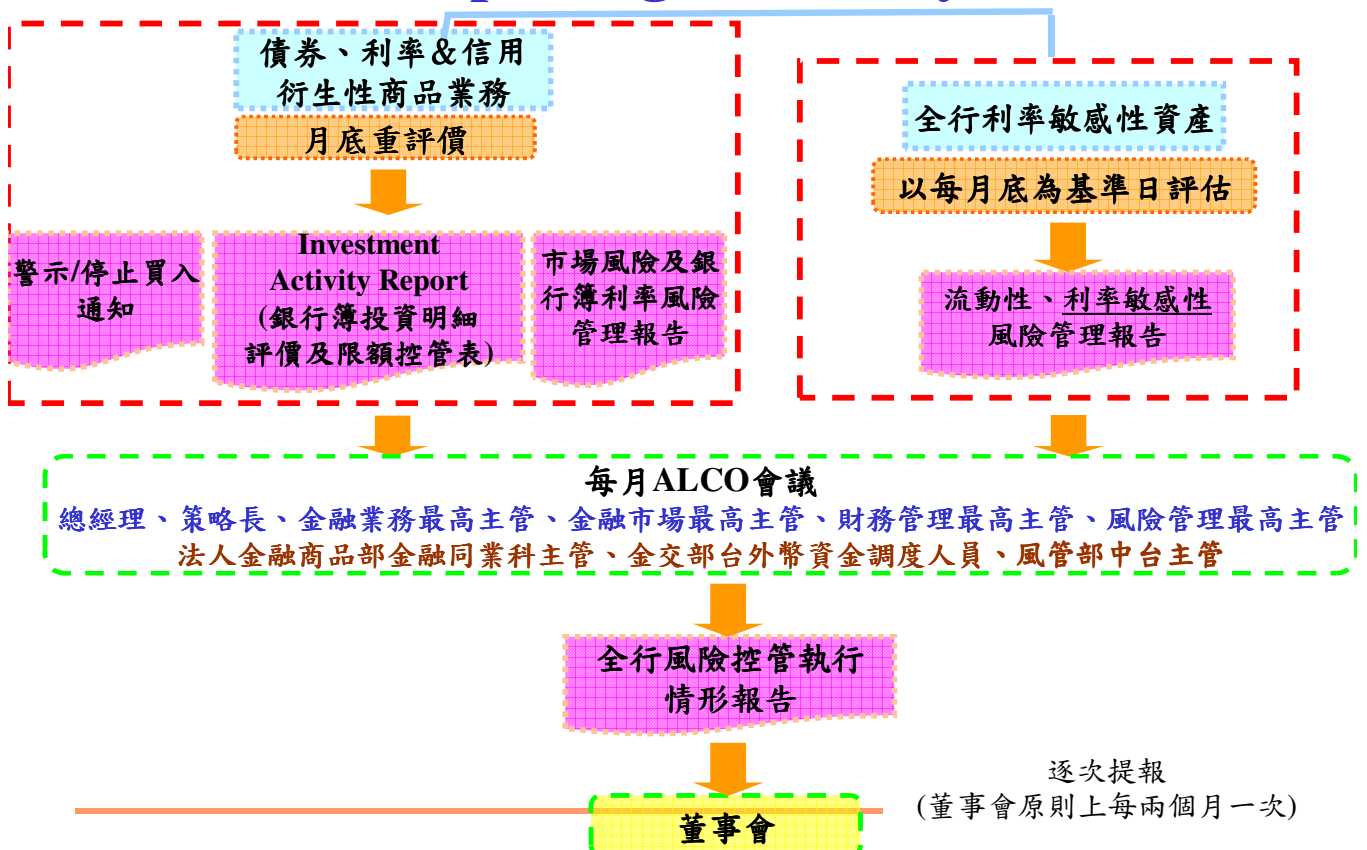 債券、利率＆信用
衍生性商品業務
月底重評價
警示/停止買入
通知
Investment
Activity Report
(銀行簿投資明細
評價及限額控管表)
市場風險及銀
行簿利率風險
管理報告
全行利率敏感性資產
以每月底為基準日評估
流動性、利率敏感性
風險管理報告
每月ALCO會議
總經理、策略長、金融業務最高主管、金融市場最高主管、財務管理最高主管、風險管理最高主管
法人金融商品部金融同業科主管、金交部台外幣資金調度人員、風管部中台主管
全行風險控管執行
情形報告
逐次提報
(董事會原則上每兩個月一次)
董事會